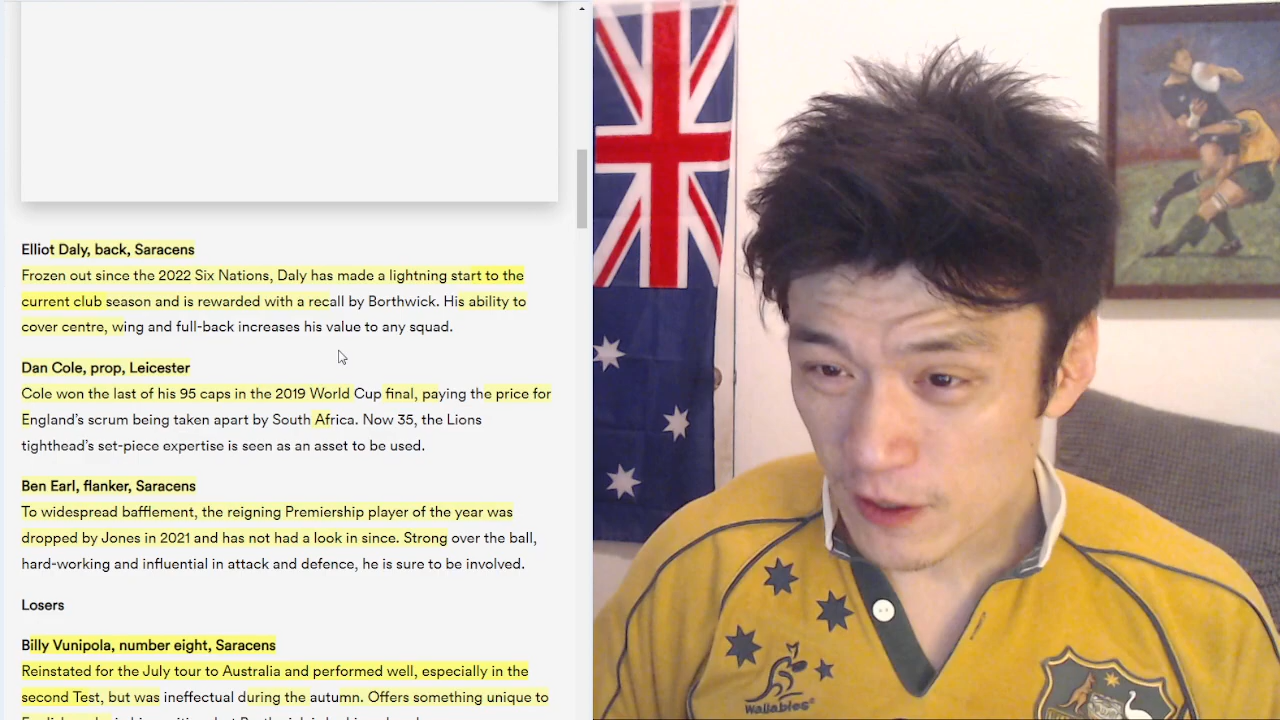 Elliot Daly, back, Saracens
Frozen out since the 2022 Six Nations, Daly has made a lightning start to the
current club season and is rewarded with a recall by Borthwick. His ability to
cover centre, wing and full-back increases his value to any squad.
Dan Cole, prop, Leicester
Cole won the last of his 95 caps in the 2019 World Cup final, paying the price for
England’s scrum being taken apart by South Africa. Now 35, the Lions
tighthead’s set-piece expertise is seen as an asset to be used.
Ben Earl, flanker, Saracens
To widespread bafflement, the reigning Premiership player of the year was
dropped by Jones in 2021 and has not had a look in since. Strong over the ball,
hard-working and influential in attack and defence, he is sure to be involved.
Losers
Billy Vunipola, number eight, Saracens
Reinstated for the July tour to Australia and performed well, especially in the
second Test, but was ineffectual during the autumn. Offers something unique to
Wallabies